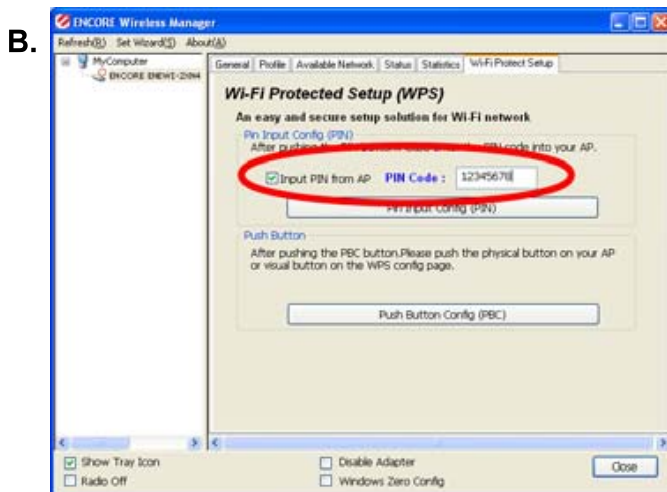 B.
ENCORE Wireless Manager
Refresh(R) Set Wizard(S) About(A)
MyComputer
General Profile Available Network Status Statistics Wi-Fi Protect Setup
Wi-Fi Protected Setup (WPS)
An easy and secure setup solution for Wi-Fi network
Pin Input Config (PIN)
After pushing the PIN code into your AP.
Input PIN from AP PIN Code : 12345678
Pin Input Config (PIN)
Push Button
After pushing the PBC button.Please push the physical button on your AP
or visual button on the WPS config page.
Push Button Config (PBC)
Show Tray Icon
Radio Off
Disable Adapter
Windows Zero Config
Close